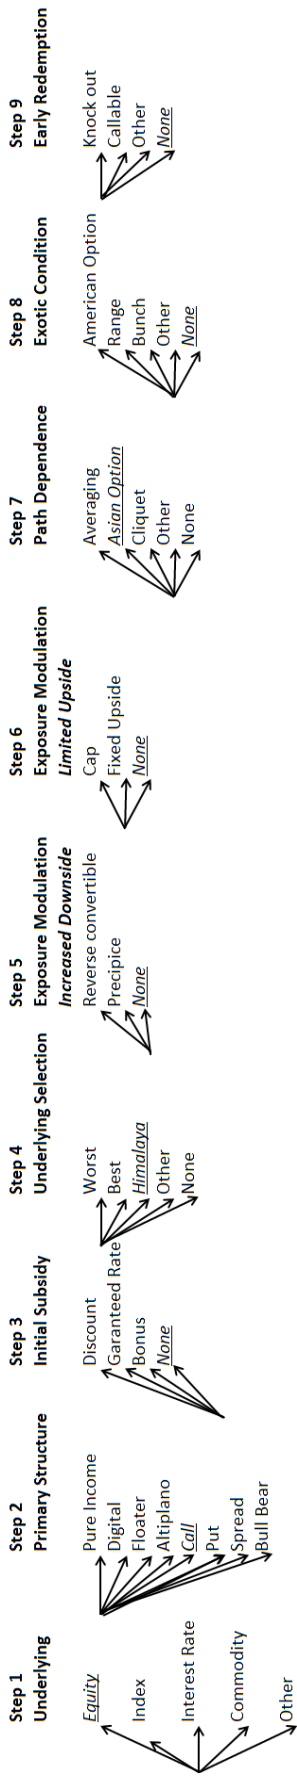 Step 1
Underlying
Equity
Index
Interest Rate
Commodity
Other
Step 2
Primary Structure
Pure Income
Digital
Floater
Altiplano
Call
Put
Spread
Bull Bear
Step 3
Initial Subsidy
Discount
Garanteed Rate
Bonus
None
Step 4
Underlying Selection
Worst
Best
Himalaya
Other
None
Step 5
Exposure Modulation
Increased Downside
Reverse convertible
Precipice
None
Step 6
Exposure Modulation
Limited Upside
Cap
Fixed Upside
None
Step 7
Path Dependence
Averaging
Asian Option
Cliquet
Other
None
Step 8
Exotic Condition
American Option
Range
Bunch
Other
None
Step 9
Early Redemption
Knock out
Callable
Other
None